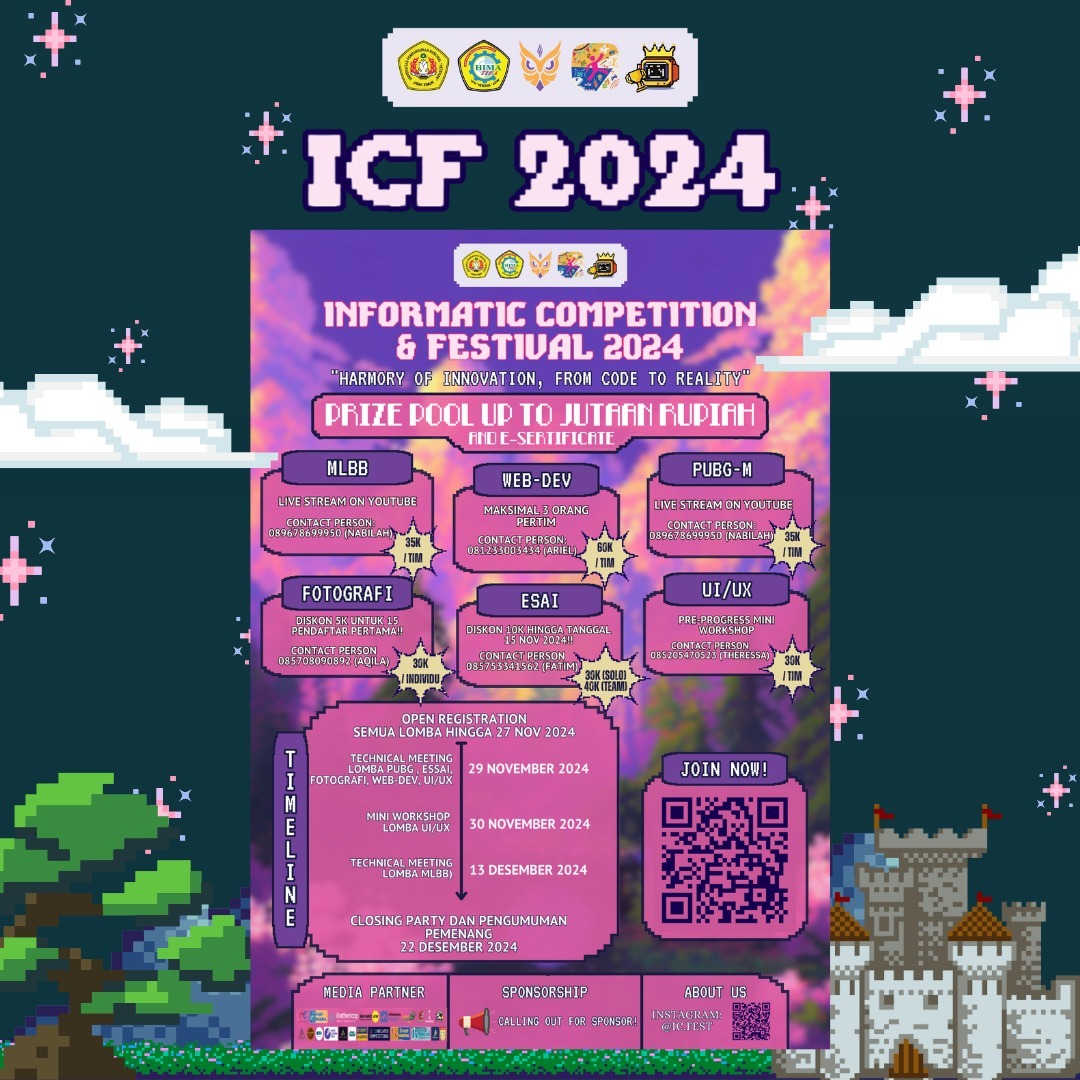 ICF 2024
INFORMATIC COMPETITION
& FESTIVAL 2024
"HARMORY OF INNOVATION, FROM CODE TO REALITY"
PRIZE POOL UP TO JUTAAN RUPIAH
AND E-SERTIFICATE
MLBB
LIVE STREAM ON YOUTUBE
CONTACT PERSON:
089678699950 (NABILAH)
35K
/ TIM
WEB-DEV
MAKSIMAL 3 ORANG
PERTIM
CONTACT PERSON:
081233003434 (ARIEL)
60K
/ TIM
PUBG-M
LIVE STREAM ON YOUTUBE
CONTACT PERSON:
089678699950 (NABILAH)
35K
/ TIM
FOTOGRAFI
DISKON 5K UNTUK 15
PENDAFTAR PERTAMA!!
CONTACT PERSON
085708090892 (AQILA)
30K
/ INDIVIDU
ESAI
DISKON 10K HINGGA TANGGAL
15 NOV 2024!!
CONTACT PERSON
085753341562 (FATIM)
30K (SOLO)
40K (TEAM)
UI/UX
PRE-PROGRESS MINI
WORKSHOP
CONTACT PERSON
085205470523 (THERESSA)
30K
/ TIM
TIMELINE
OPEN REGISTRATION
SEMUA LOMBA HINGGA 27 NOV 2024
TECHNICAL MEETING
LOMBA PUBG , ESSAI,
FOTOGRAFI, WEB-DEV, UI/UX
29 NOVEMBER 2024
MINI WORKSHOP
LOMBA UI/UX
30 NOVEMBER 2024
TECHNICAL MEETING
LOMBA MLBB)
13 DESEMBER 2024
CLOSING PARTY DAN PENGUMUMAN
PEMENANG
22 DESEMBER 2024
JOIN NOW!
MEDIA PARTNER
SPONSORSHIP
CALLING OUT FOR SPONSOR!
ABOUT US
INSTAGRAM:
@IC.FEST